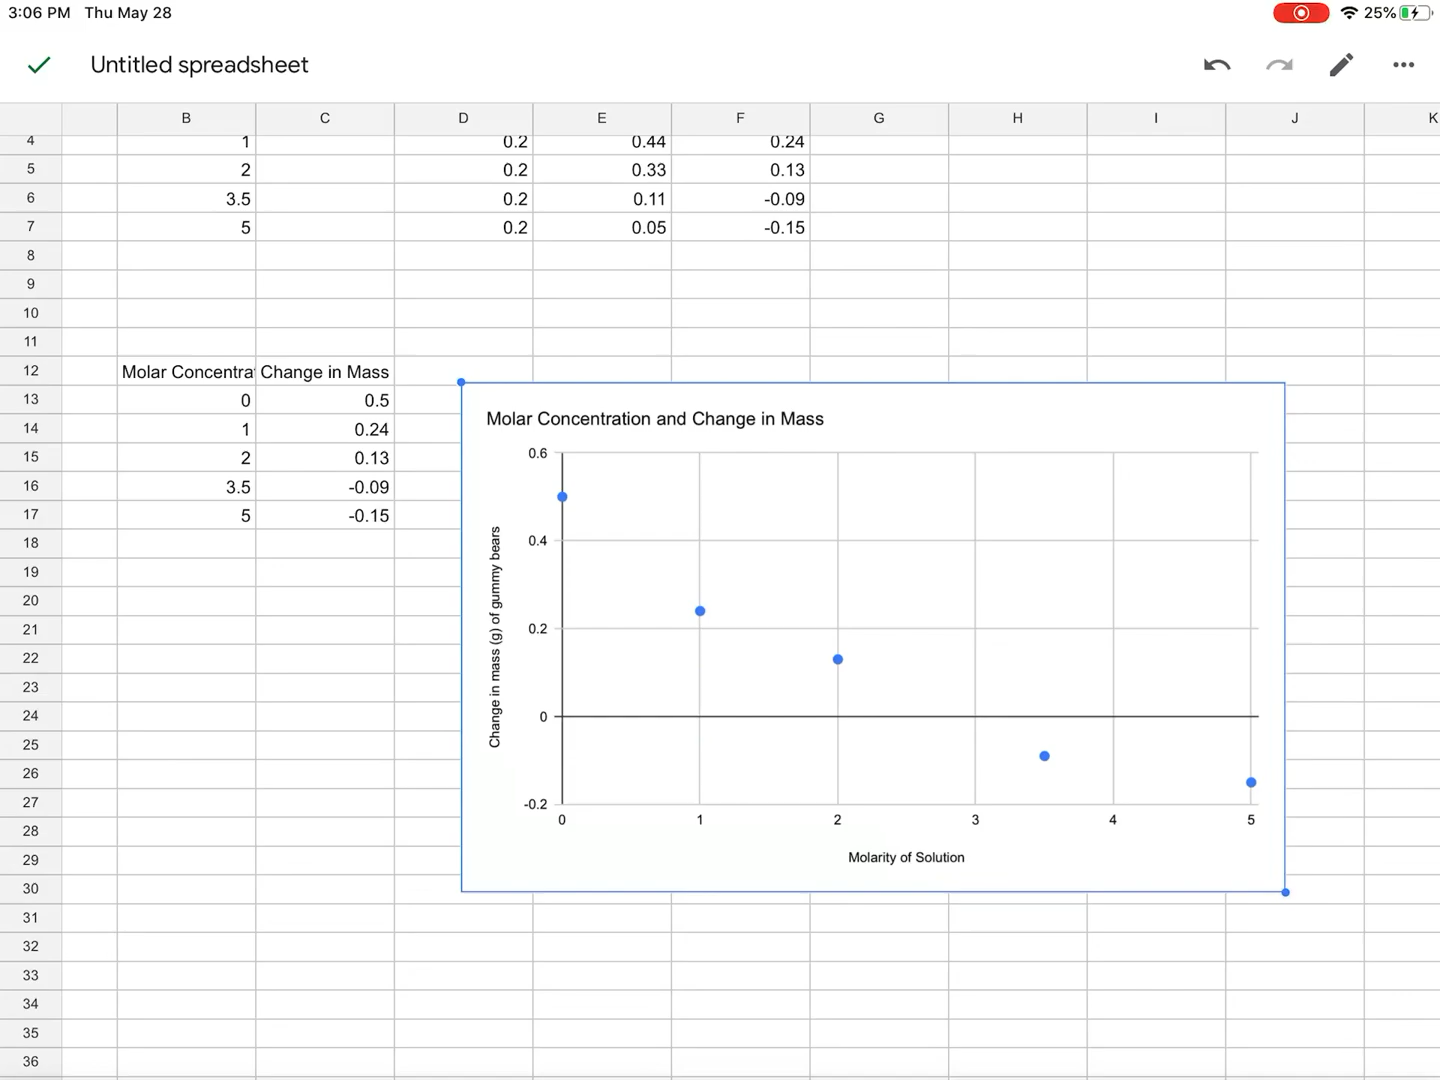 3:06 PM Thu May 28 25%
Untitled spreadsheet
B C D E F G H I J K
4 1 0.2 0.44 0.24
5 2 0.2 0.33 0.13
6 3.5 0.2 0.11 -0.09
7 5 0.2 0.05 -0.15
8
9
10
11
12 Molar Concentra Change in Mass
13 0 0.5
14 1 0.24
15 2 0.13
16 3.5 -0.09
17 5 -0.15
18
19
20
21
22
23
24
25
26
27
28
29
30
31
32
33
34
35
36
Molar Concentration and Change in Mass
Change in mass (g) of gummy bears
0.6
0.4
0.2
0
-0.2
0 1 2 3 4 5
Molarity of Solution